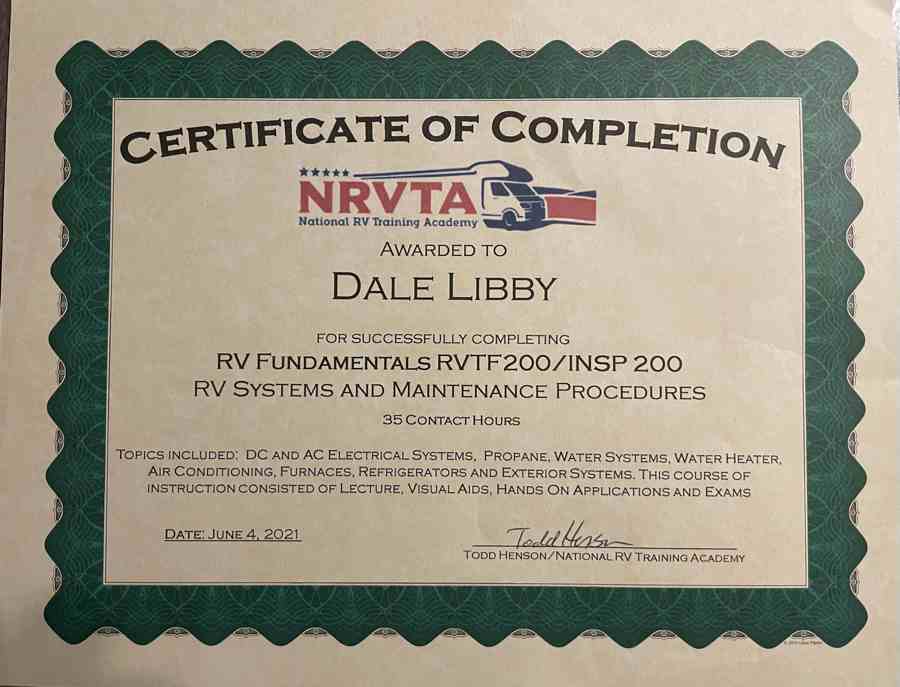 CERTIFICATE OF COMPLETION
NRVTA
National RV Training Academy
AWARDED TO
DALE LIBBY
FOR SUCCESSFULLY COMPLETING
RV FUNDAMENTALS RVTF200/INSP 200
RV SYSTEMS AND MAINTENANCE PROCEDURES
35 CONTACT HOURS
TOPICS INCLUDED: DC AND AC ELECTRICAL SYSTEMS, PROPANE, WATER SYSTEMS, WATER HEATER,
AIR CONDITIONING, FURNACES, REFRIGERATORS AND EXTERIOR SYSTEMS. THIS COURSE OF
INSTRUCTION CONSISTED OF LECTURE, VISUAL AIDS, HANDS ON APPLICATIONS AND EXAMS
DATE: JUNE 4, 2021
Todd Henson
TODD HENSON/NATIONAL RV TRAINING ACADEMY